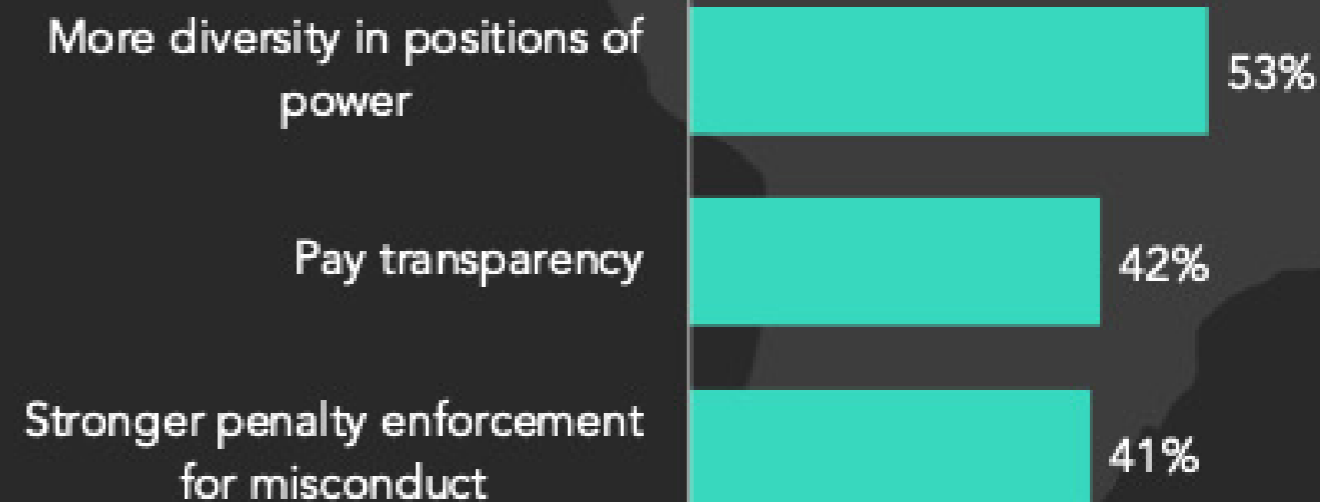 More diversity in positions of
power
53%
Pay transparency
42%
Stronger penalty enforcement
for misconduct
41%